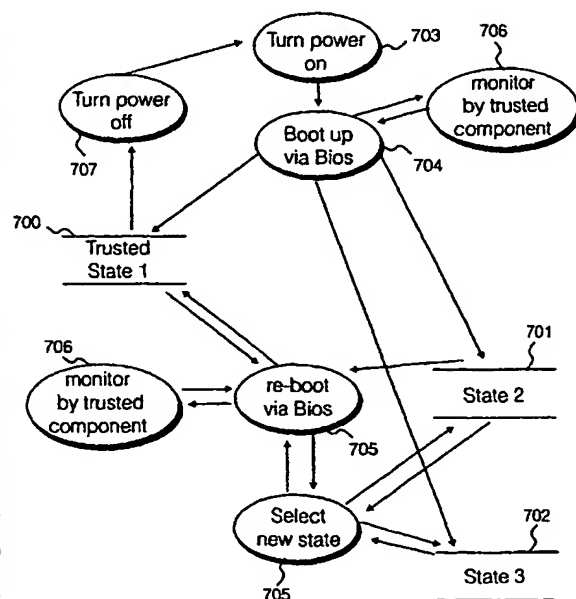 703
Turn power
on
706
monitor
by trusted
component
Turn power
off
707
Boot up
via Bios
704
700
Trusted
State 1
701
State 2
706
monitor
by trusted
component
re-boot
via Bios
705
Select
new state
705
702
State 3